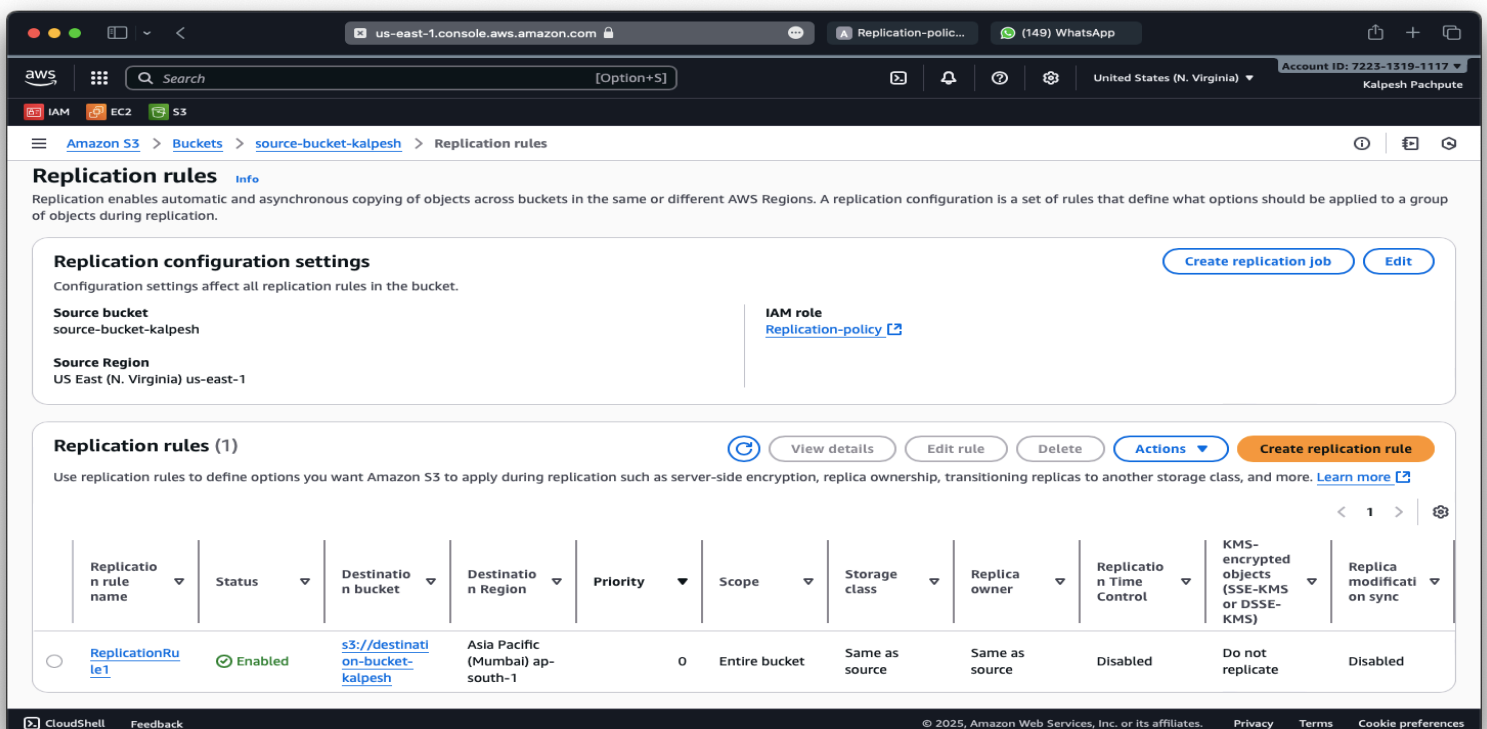 us-east-1.console.aws.amazon.com
A Replication-polic...
(149) WhatsApp
aws
Search
[Option+S]
United States (N. Virginia)
Account ID: 7223-1319-1117
Kalpesh Pachpute
IAM
EC2
S3
Amazon S3 > Buckets > source-bucket-kalpesh > Replication rules
Replication rules Info
Replication enables automatic and asynchronous copying of objects across buckets in the same or different AWS Regions. A replication configuration is a set of rules that define what options should be applied to a group
of objects during replication.
Replication configuration settings
Create replication job
Edit
Configuration settings affect all replication rules in the bucket.
Source bucket
source-bucket-kalpesh
Source Region
US East (N. Virginia) us-east-1
IAM role
Replication-policy
Replication rules (1)
View details
Edit rule
Delete
Actions
Create replication rule
Use replication rules to define options you want Amazon S3 to apply during replication such as server-side encryption, replica ownership, transitioning replicas to another storage class, and more. Learn more
< 1 >
Replicatio
n rule
name
Status
Destinatio
n bucket
Destinatio
n Region
Priority
Scope
Storage
class
Replica
owner
Replicatio
n Time
Control
KMS-
encrypted
objects
(SSE-KMS
or DSSE-
KMS)
Replica
modificati
on sync
ReplicationRu
le1
Enabled
s3://destinati
on-bucket-
kalpesh
Asia Pacific
(Mumbai) ap-
south-1
0
Entire bucket
Same as
source
Same as
source
Disabled
Do not
replicate
Disabled
CloudShell
Feedback
© 2025, Amazon Web Services, Inc. or its affiliates.
Privacy
Terms
Cookie preferences